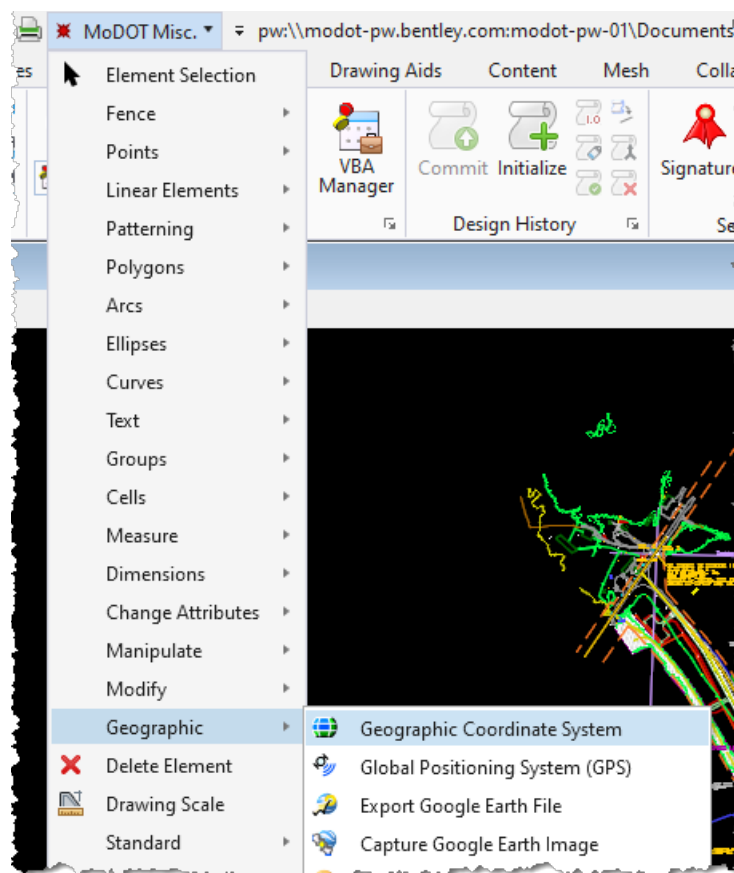 MoDOT Misc.
pw:\\modot-pw.bentley.com:modot-pw-01\Documents
es
Drawing Aids
Content
Mesh
Colla
VBA
Manager
Commit
Initialize
1.0
Signature
Design History
Se
Element Selection
Fence
Points
Linear Elements
Patterning
Polygons
Arcs
Ellipses
Curves
Text
Groups
Cells
Measure
Dimensions
Change Attributes
Manipulate
Modify
Geographic
Delete Element
Drawing Scale
Standard
Geographic Coordinate System
Global Positioning System (GPS)
Export Google Earth File
Capture Google Earth Image